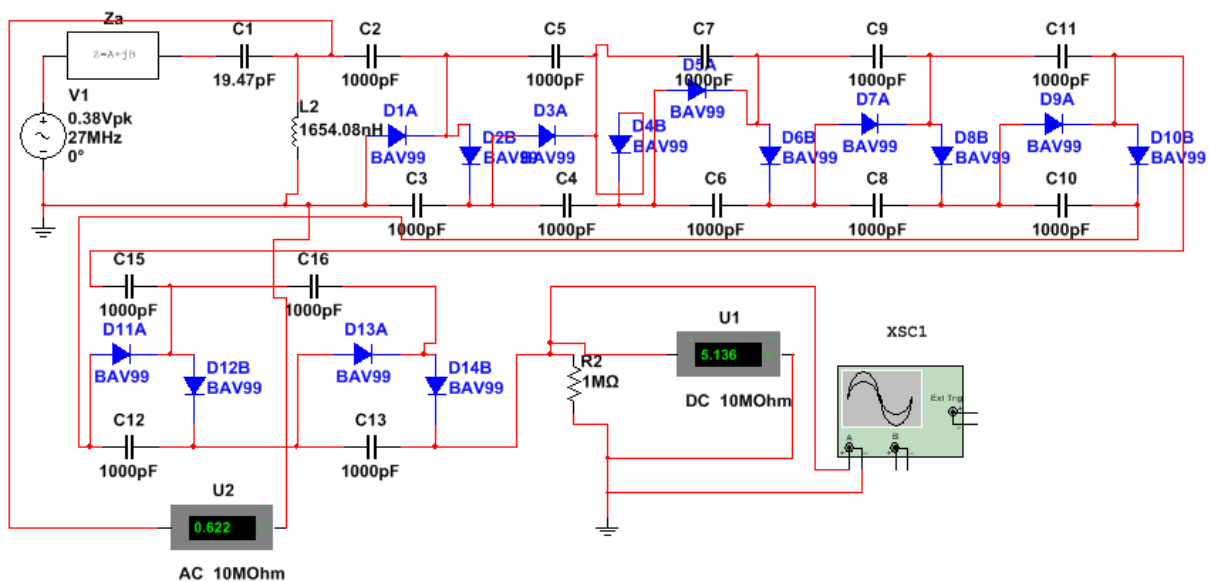 Za
Z=A+jB
C1
19.47pF
C2
1000pF
C5
1000pF
C7
1000pF
C9
1000pF
C11
1000pF
V1
0.38Vpk
27MHz
0°
L2
1654.08nH
D1A
BAV99
D2B
BAV99
D3A
BAV99
D4B
BAV99
D5A
BAV99
D6B
BAV99
D7A
BAV99
D8B
BAV99
D9A
BAV99
D10B
BAV99
C3
1000pF
C4
1000pF
C6
1000pF
C8
1000pF
C10
1000pF
C15
1000pF
C16
1000pF
D11A
BAV99
D12B
BAV99
D13A
BAV99
D14B
BAV99
C12
1000pF
C13
1000pF
R2
1MΩ
U1
5.136
DC 10MOhm
XSC1
Ext Trg
A
B
U2
0.622
AC 10MOhm